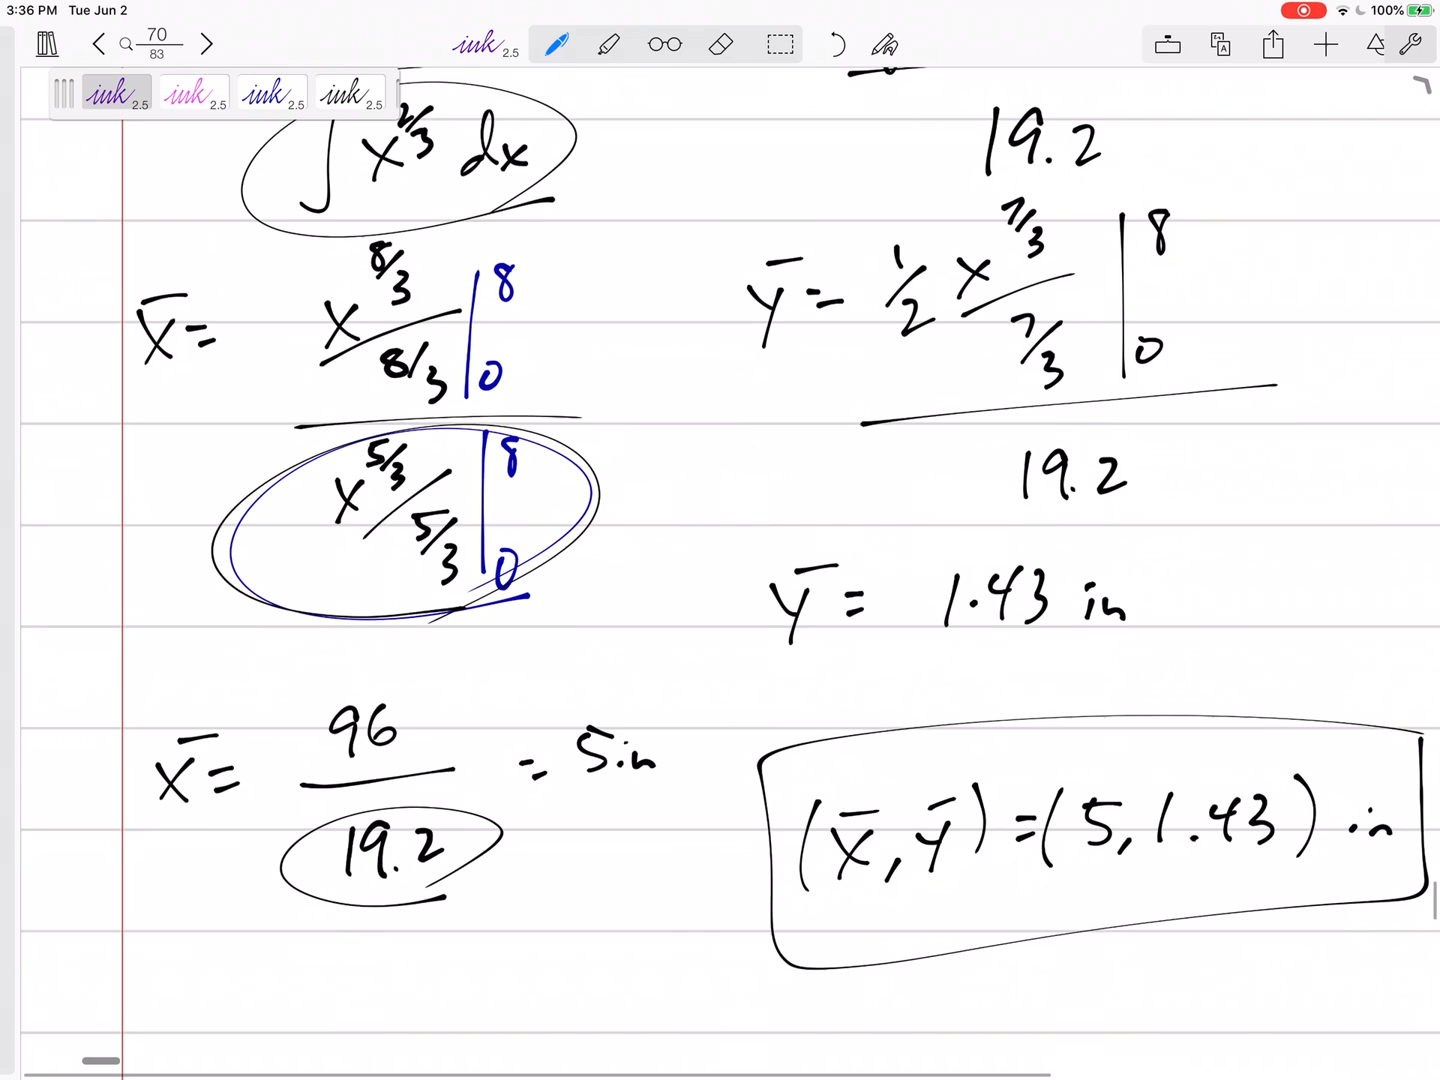 3:36 PM Tue Jun 2
100%
70
83
ink 2.5
ink 2.5
ink 2.5
ink 2.5
ink 2.5
∫ x^{2/3} dx
x̄ = x^{8/3} / 8/3 |_0^8
x^{5/3} / 5/3 |_0^8
x̄ = 96 / 19.2 = 5 in
19.2
ȳ = 1/2 x^{7/3} / 7/3 |_0^8
19.2
ȳ = 1.43 in
(x̄, ȳ) = (5, 1.43) in